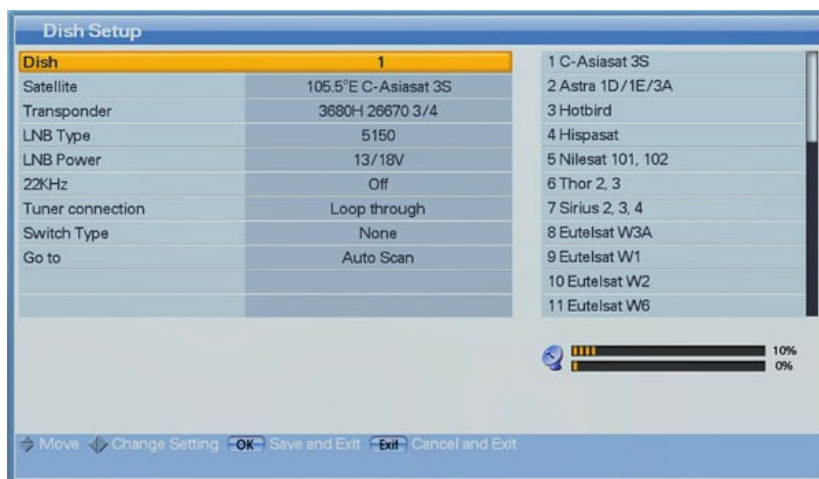 Dish Setup
Dish 1
Satellite 105.5°E C-Asiasat 3S
Transponder 3680H 26670 3/4
LNB Type 5150
LNB Power 13/18V
22KHz Off
Tuner connection Loop through
Switch Type None
Go to Auto Scan
1 C-Asiasat 3S
2 Astra 1D/1E/3A
3 Hotbird
4 Hispasat
5 Nilesat 101, 102
6 Thor 2, 3
7 Sirius 2, 3, 4
8 Eutelsat W3A
9 Eutelsat W1
10 Eutelsat W2
11 Eutelsat W6
10%
0%
Move Change Setting OK Save and Exit Exit Cancel and Exit